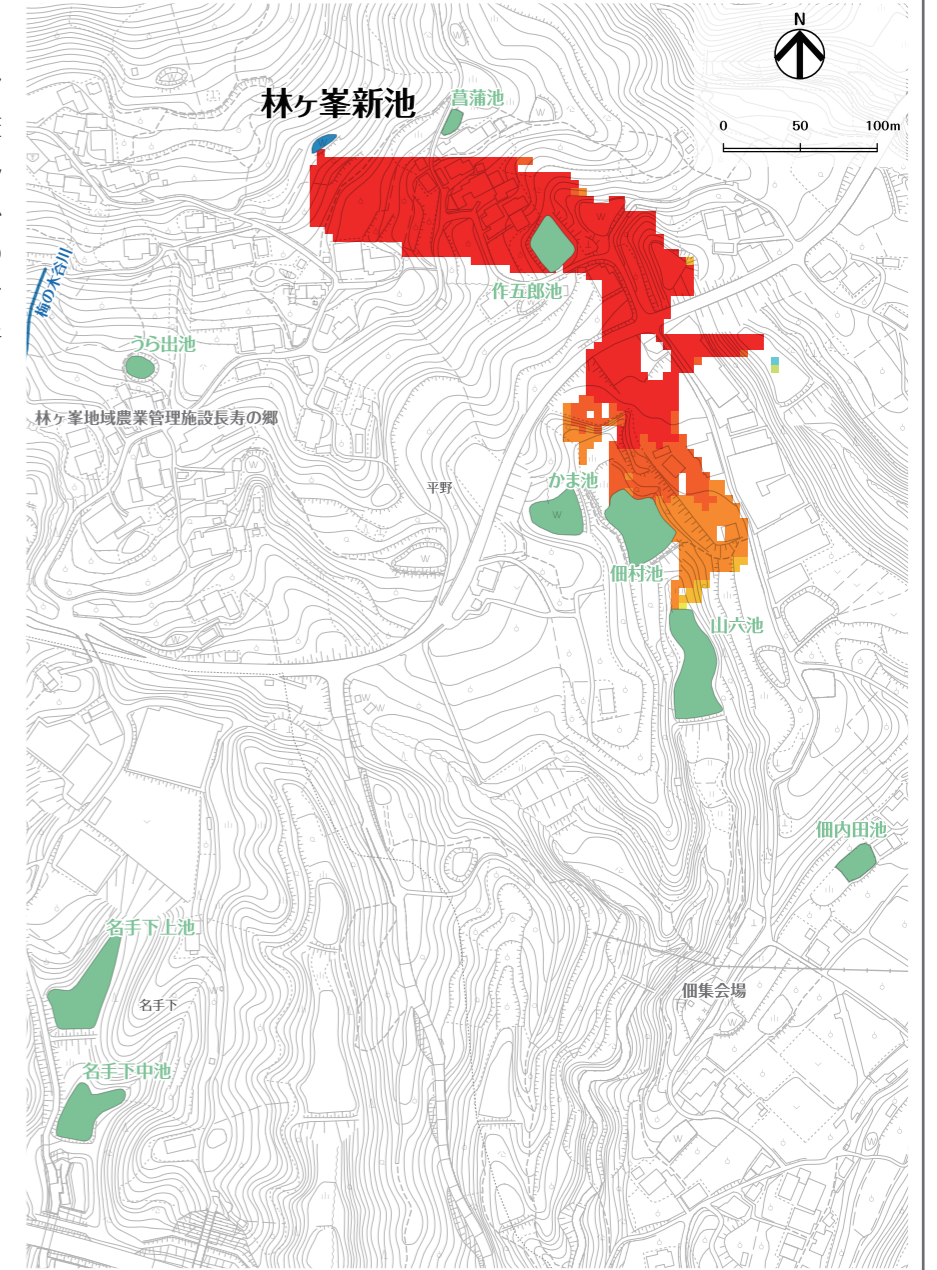 N
0 50 100m
林ヶ峯新池
菖蒲池
梅の木谷川
作五郎池
うら出池
林ヶ峯地域農業管理施設長寿の郷
平野
かま池
佃村池
山六池
佃内田池
名手下上池
名手下
佃集会場
名手下中池